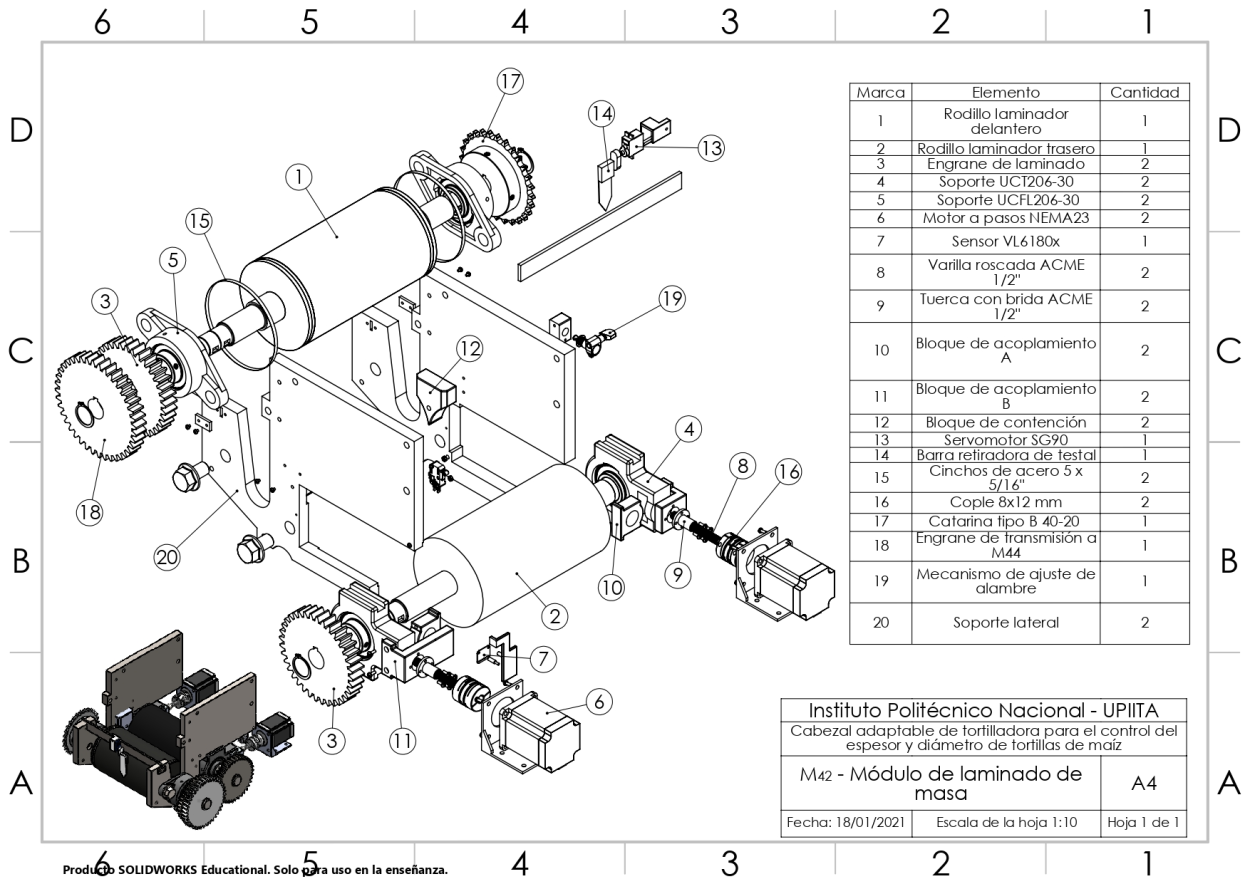 6 5 4 3 2 1
D
D
C
C
B
B
A
A
17
14
13
1
15
5
3
19
12
4
8
16
18
20
10
9
2
7
6
3
11
Marca Elemento Cantidad
1 Rodillo laminador 1
delantero
2 Rodillo laminador trasero 1
3 Engrane de laminado 2
4 Soporte UCT206-30 2
5 Soporte UCFL206-30 2
6 Motor a pasos NEMA23 2
7 Sensor VL6180x 1
8 Varilla roscada ACME 2
1/2"
9 Tuerca con brida ACME 2
1/2"
10 Bloque de acoplamiento 2
A
11 Bloque de acoplamiento 2
B
12 Bloque de contención 2
13 Servomotor SG90 1
14 Barra retiradora de testal 1
15 Cinchos de acero 5 x 2
5/16"
16 Cople 8x12 mm 2
17 Catarina tipo B 40-20 1
18 Engrane de transmisión a 1
M44
19 Mecanismo de ajuste de 1
alambre
20 Soporte lateral 2
Instituto Politécnico Nacional - UPIITA
Cabezal adaptable de tortilladora para el control del
espesor y diámetro de tortillas de maíz
M42 - Módulo de laminado de
masa
A4
Fecha: 18/01/2021 Escala de la hoja 1:10 Hoja 1 de 1
6 5 4 3 2 1
Producto SOLIDWORKS Educational. Solo para uso en la enseñanza.